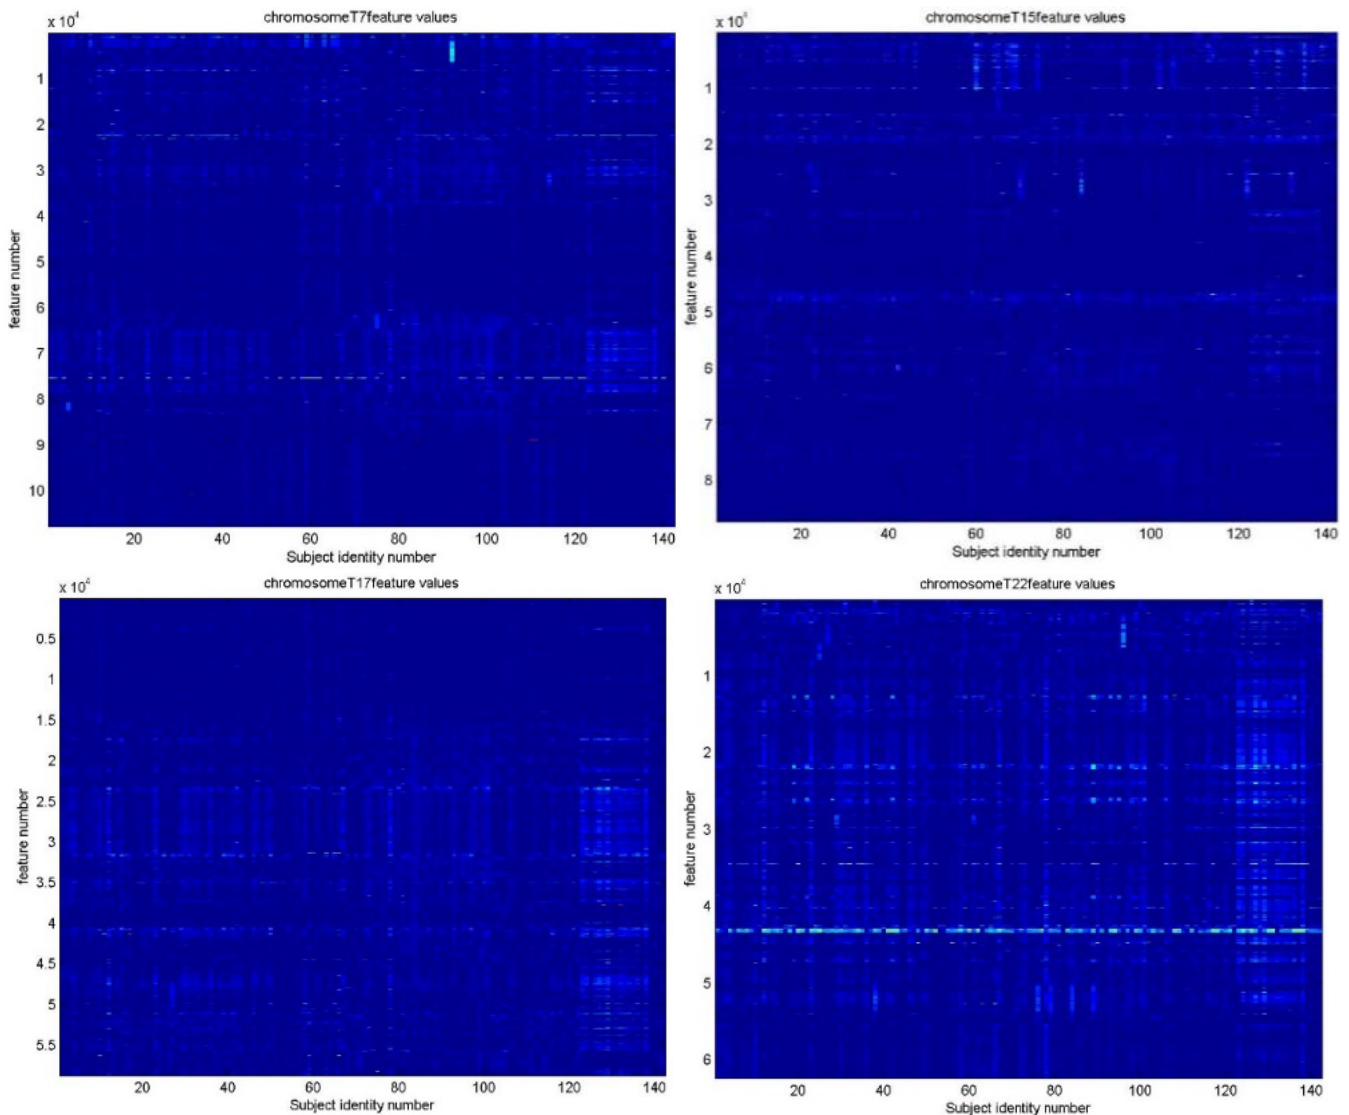 chromosomeT7feature values
x 10⁴
1
2
3
4
5
6
7
8
9
10
feature number
20 40 60 80 100 120 140
Subject identity number
chromosomeT15feature values
1
2
3
4
5
6
7
8
feature number
20 40 60 80 100 120 140
Subject identity number
chromosomeT17feature values
x 10⁴
0.5
1
1.5
2
2.5
3
3.5
4
4.5
5
5.5
feature number
20 40 60 80 100 120 140
Subject identity number
chromosomeT22feature values
x 10⁴
1
2
3
4
5
6
feature number
20 40 60 80 100 120 140
Subject identity number